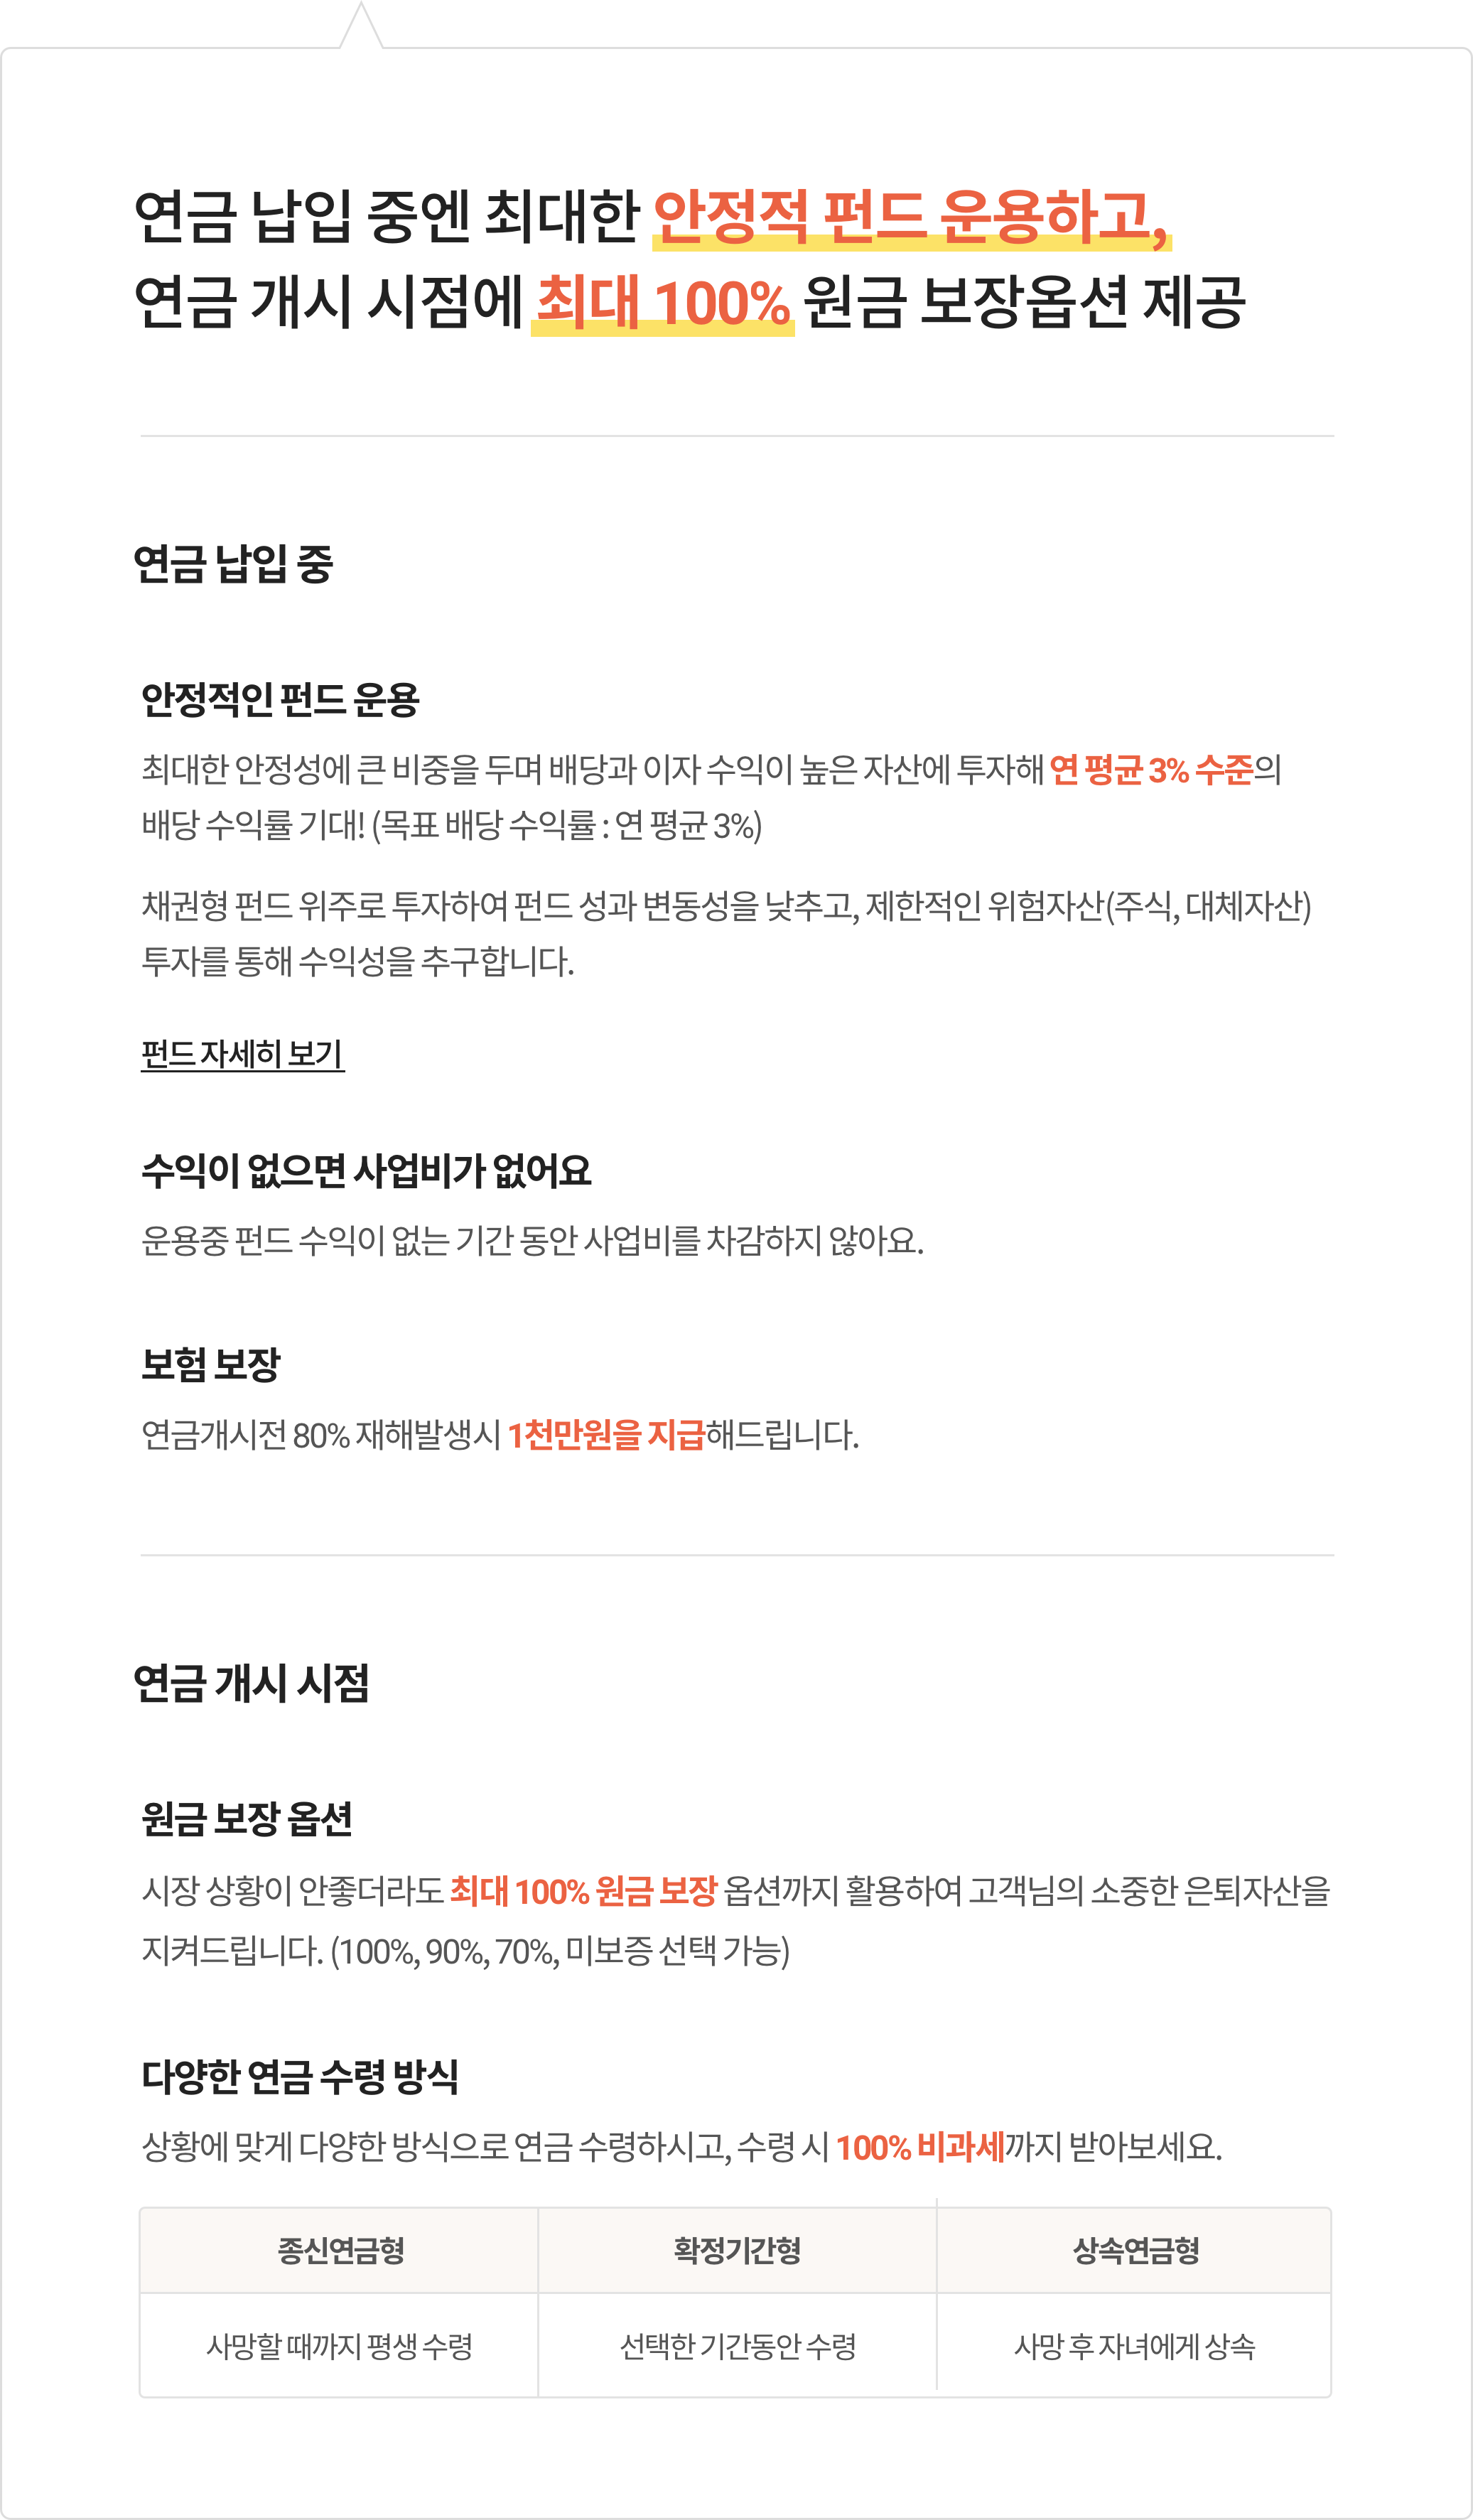 연금 납입 중엔 최대한 안정적 펀드 운용하고,
연금 개시 시점에 최대 100% 원금 보장옵션 제공
연금 납입 중
안정적인 펀드 운용
최대한 안정성에 큰 비중을 두며 배당과 이자 수익이 높은 자산에 투자해 연 평균 3% 수준의
배당 수익률 기대! (목표 배당 수익률 : 연 평균 3%)
채권형 펀드 위주로 투자하여 펀드 성과 변동성을 낮추고, 제한적인 위험자산(주식, 대체자산)
투자를 통해 수익성을 추구합니다.
펀드 자세히 보기
수익이 없으면 사업비가 없어요
운용중 펀드 수익이 없는 기간 동안 사업비를 차감하지 않아요.
보험 보장
연금개시전 80% 재해발생시 1천만원을 지급해드립니다.
연금 개시 시점
원금 보장 옵션
시장 상황이 안좋더라도 최대 100% 원금 보장 옵션까지 활용하여 고객님의 소중한 은퇴자산을
지켜드립니다. (100%, 90%, 70%, 미보증 선택 가능)
다양한 연금 수령 방식
상황에 맞게 다양한 방식으로 연금 수령하시고, 수령 시 100% 비과세까지 받아보세요.
종신연금형 확정기간형 상속연금형
사망할 때까지 평생 수령 선택한 기간동안 수령 사망 후 자녀에게 상속